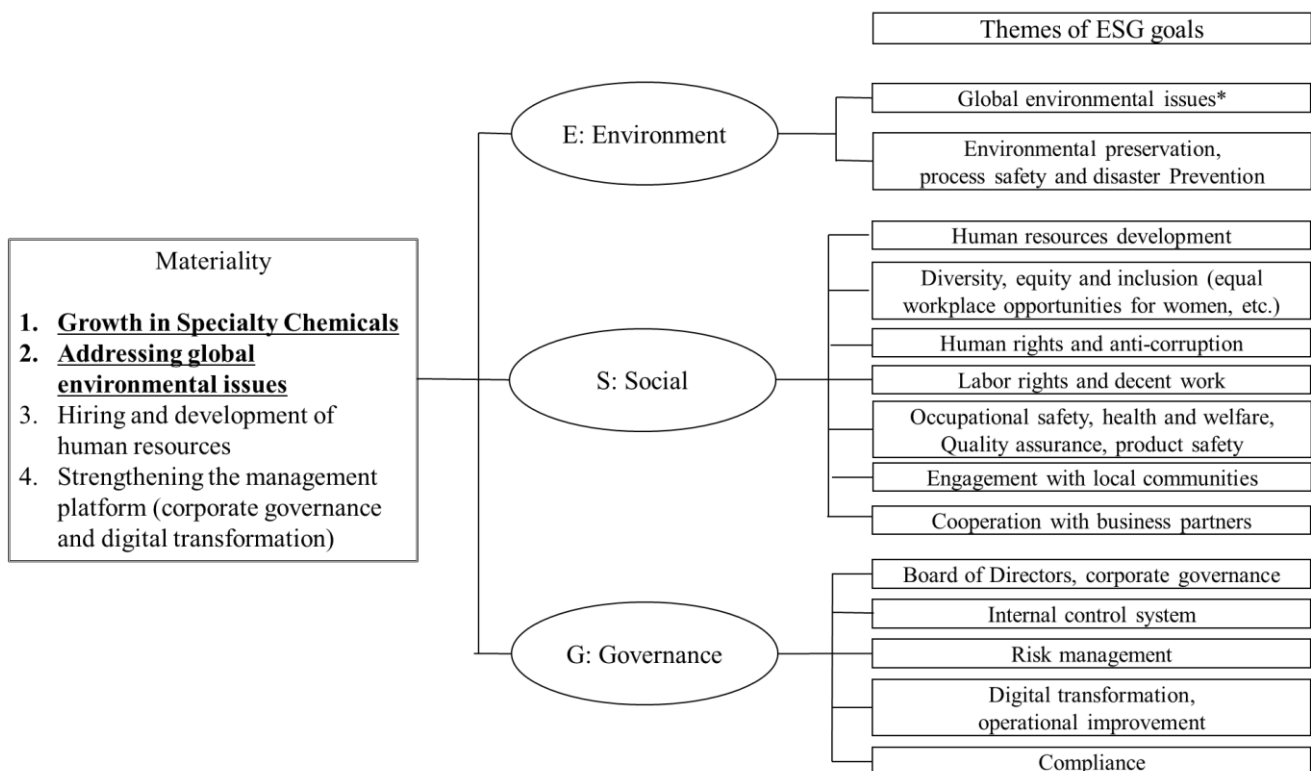 Themes of ESG goals
E: Environment
Global environmental issues*
Environmental preservation,
process safety and disaster Prevention
Materiality
1. Growth in Specialty Chemicals
2. Addressing global
environmental issues
3. Hiring and development of
human resources
4. Strengthening the management
platform (corporate governance
and digital transformation)
S: Social
Human resources development
Diversity, equity and inclusion (equal
workplace opportunities for women, etc.)
Human rights and anti-corruption
Labor rights and decent work
Occupational safety, health and welfare,
Quality assurance, product safety
Engagement with local communities
Cooperation with business partners
G: Governance
Board of Directors, corporate governance
Internal control system
Risk management
Digital transformation,
operational improvement
Compliance